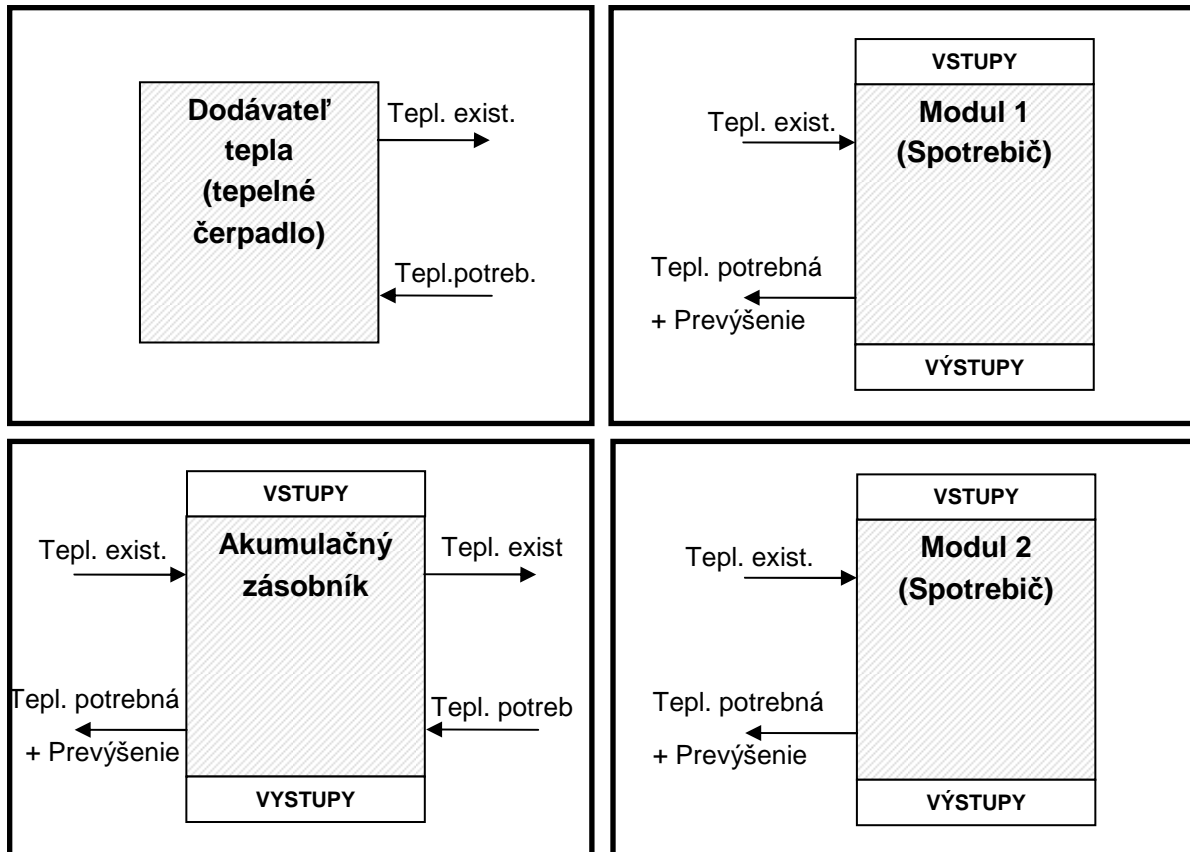 Dodávateľ
tepla
(tepelné
čerpadlo)
Tepl. exist.
Tepl.potreb.
VSTUPY
Modul 1
(Spotrebič)
Tepl. exist.
Tepl. potrebná
+ Prevýšenie
VÝSTUPY
VSTUPY
Akumulačný
zásobník
Tepl. exist.
Tepl. exist
Tepl. potrebná
+ Prevýšenie
Tepl. potreb
VYSTUPY
VSTUPY
Modul 2
(Spotrebič)
Tepl. exist.
Tepl. potrebná
+ Prevýšenie
VÝSTUPY